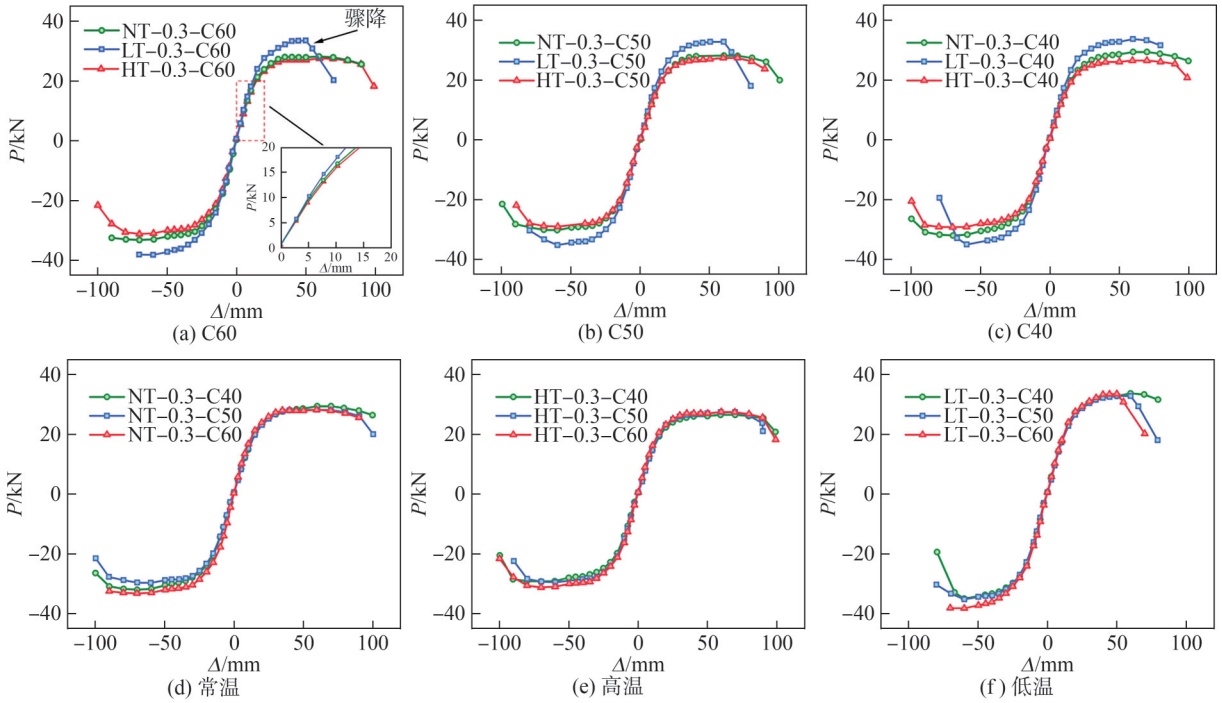 骤降
NT-0.3-C60
LT-0.3-C60
HT-0.3-C60
P/kN
40
20
0
-20
-40
-100 -50 0 50 100
Δ/mm
P/kN
20
15
10
5
0
0 5 10 15 20
Δ/mm
(a) C60
NT-0.3-C50
LT-0.3-C50
HT-0.3-C50
P/kN
40
20
0
-20
-40
-100 -50 0 50 100
Δ/mm
(b) C50
NT-0.3-C40
LT-0.3-C40
HT-0.3-C40
P/kN
40
20
0
-20
-40
-100 -50 0 50 100
Δ/mm
(c) C40
NT-0.3-C40
NT-0.3-C50
NT-0.3-C60
P/kN
40
20
0
-20
-40
-100 -50 0 50 100
Δ/mm
(d) 常温
HT-0.3-C40
HT-0.3-C50
HT-0.3-C60
P/kN
40
20
0
-20
-40
-100 -50 0 50 100
Δ/mm
(e) 高温
LT-0.3-C40
LT-0.3-C50
LT-0.3-C60
P/kN
40
20
0
-20
-40
-100 -50 0 50 100
Δ/mm
(f) 低温